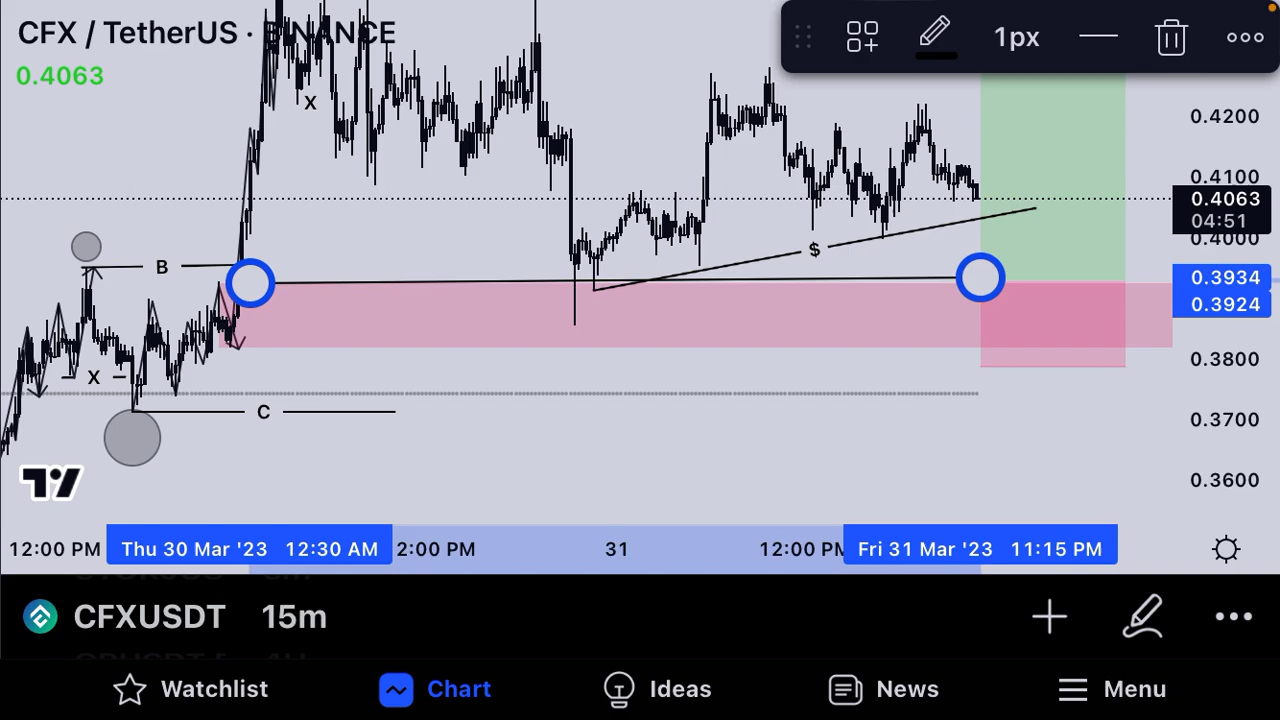 CFX / TetherUS · BINANCE
0.4063
1px
X
0.4200
0.4100
0.4063
04:51
0.4000
B
$
0.3934
0.3924
0.3800
X
C
0.3700
0.3600
12:00 PM
Thu 30 Mar '23 12:30 AM
2:00 PM
31
12:00 PM
Fri 31 Mar '23 11:15 PM
CFXUSDT 15m
Watchlist
Chart
Ideas
News
Menu